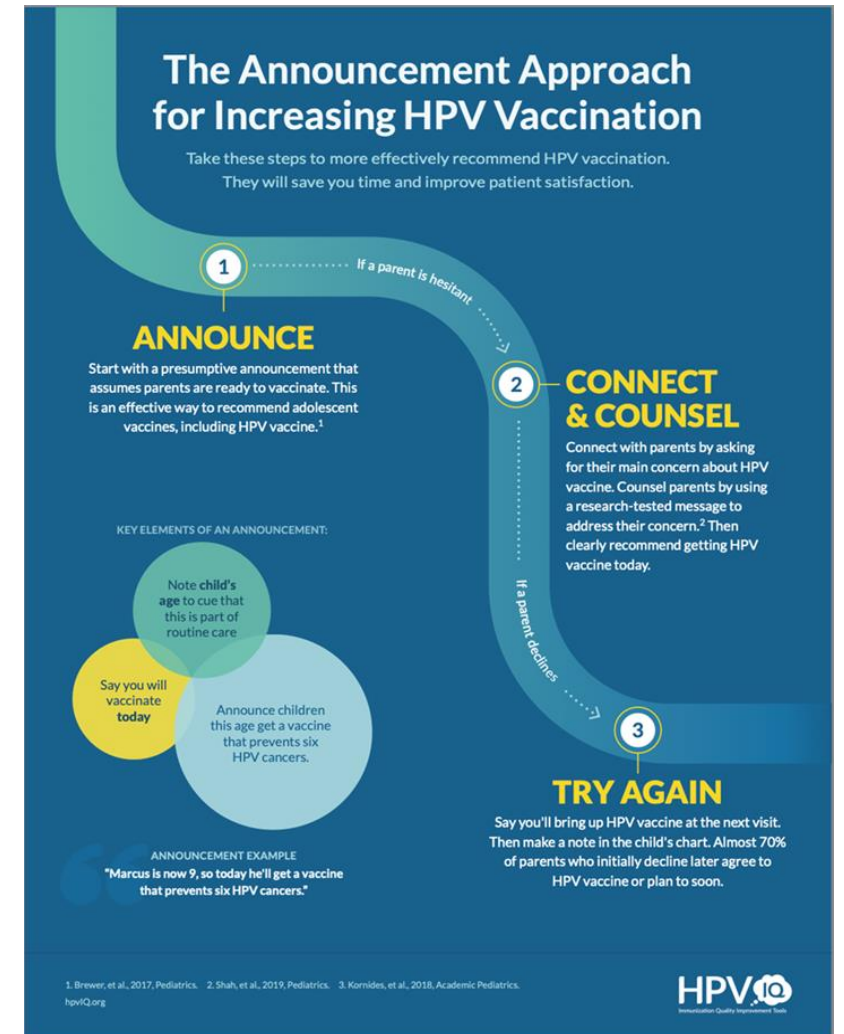 The Announcement Approach
for Increasing HPV Vaccination
Take these steps to more effectively recommend HPV vaccination.
They will save you time and improve patient satisfaction.
1
If a parent is hesitant
ANNOUNCE
Start with a presumptive announcement that
assumes parents are ready to vaccinate. This
is an effective way to recommend adolescent
vaccines, including HPV vaccine.1
2
CONNECT
& COUNSEL
Connect with parents by asking
for their main concern about HPV
vaccine. Counsel parents by using
a research-tested message to
address their concern.2 Then
clearly recommend getting HPV
vaccine today.
KEY ELEMENTS OF AN ANNOUNCEMENT:
Note child's
age to cue that
this is part of
routine care
Say you will
vaccinate
today
Announce children
this age get a vaccine
that prevents six
HPV cancers.
If a parent declines
3
TRY AGAIN
Say you'll bring up HPV vaccine at the next visit.
Then make a note in the child's chart. Almost 70%
of parents who initially decline later agree to
HPV vaccine or plan to soon.
ANNOUNCEMENT EXAMPLE
“Marcus is now 9, so today he'll get a vaccine
that prevents six HPV cancers.”
1. Brewer, et al., 2017, Pediatrics. 2. Shah, et al., 2019, Pediatrics. 3. Kornides, et al., 2018, Academic Pediatrics.
hpvIQ.org
HPV IQ
Immunization Quality Improvement Tools